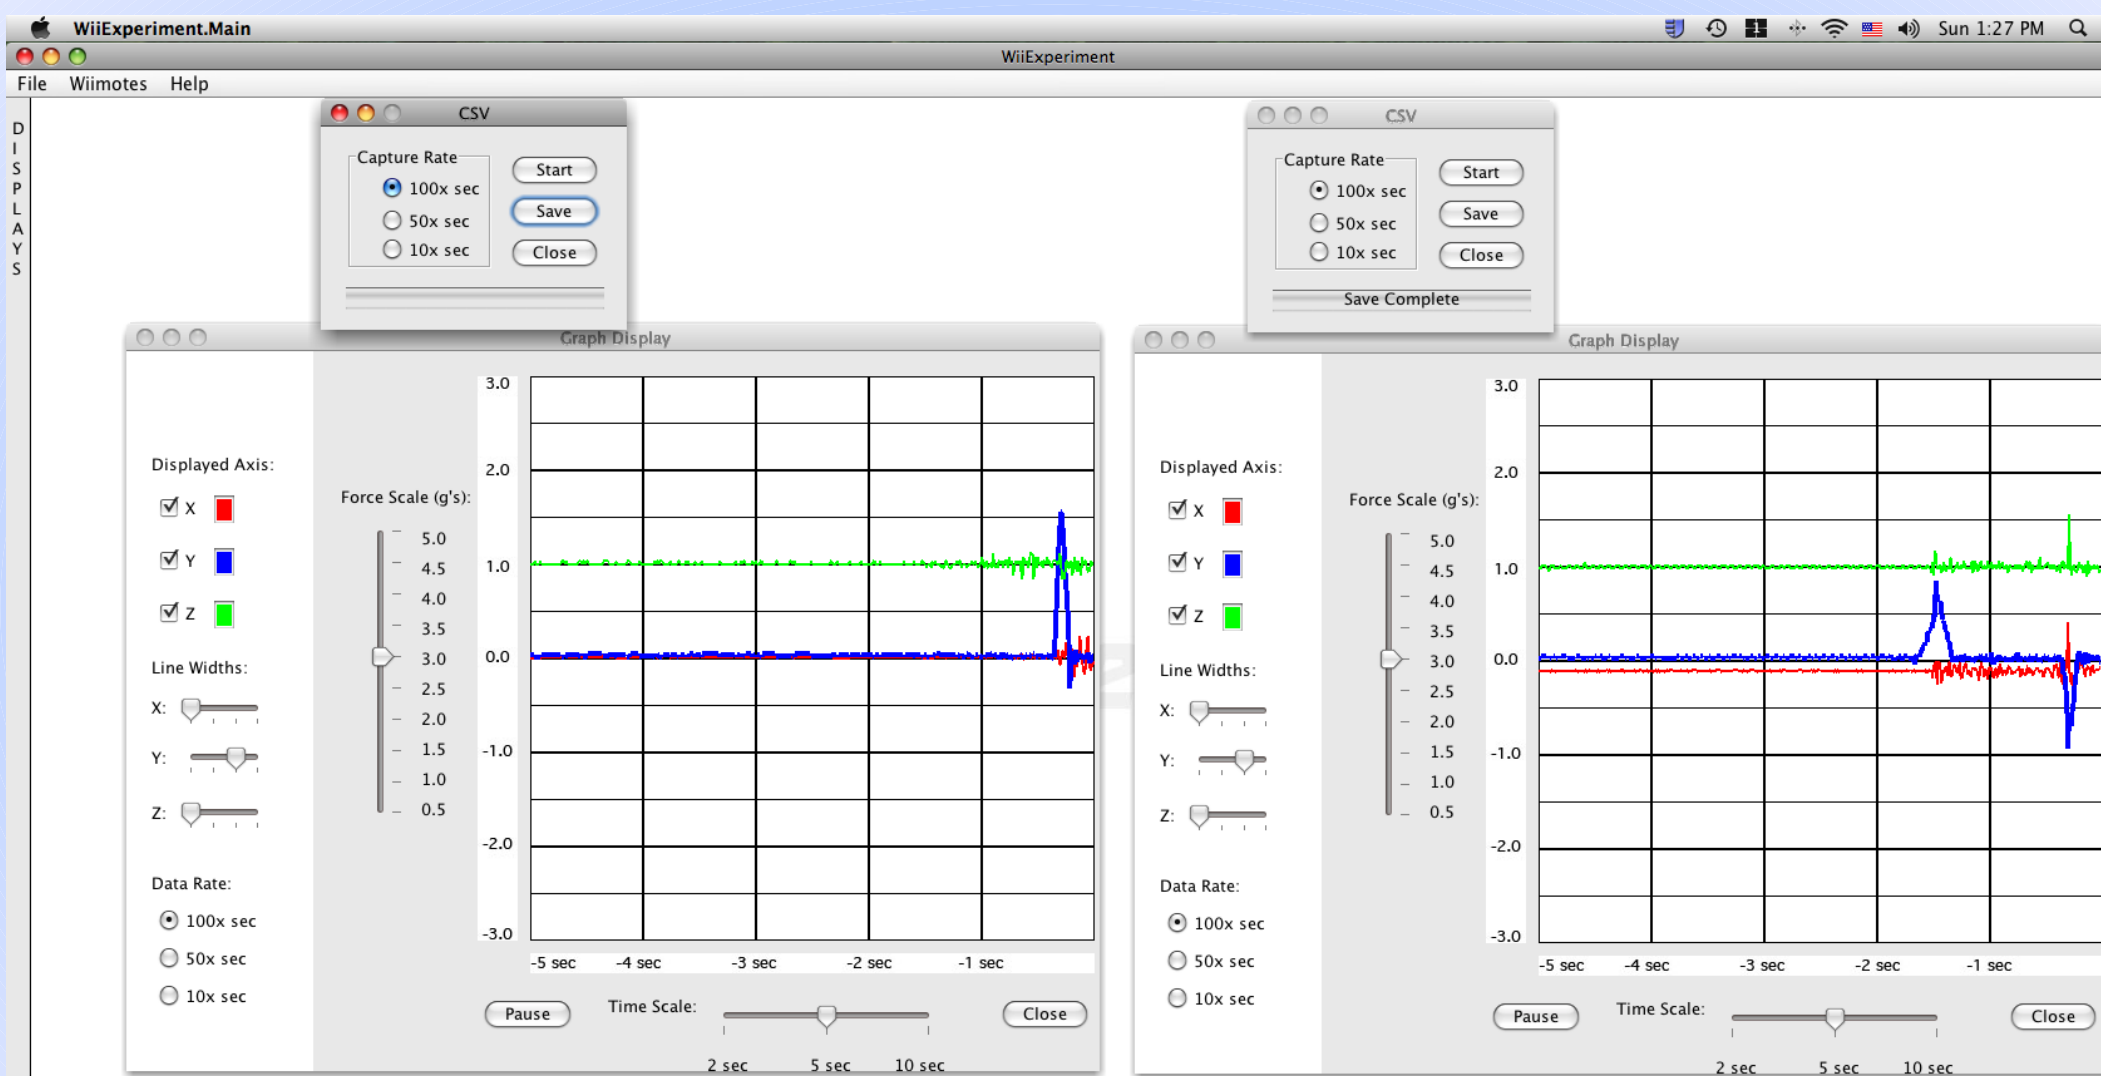 WiiExperiment.Main
Sun 1:27 PM
WiiExperiment
File Wiimotes Help
DISPLAYS
CSV
Capture Rate
100x sec
50x sec
10x sec
Start
Save
Close
CSV
Capture Rate
100x sec
50x sec
10x sec
Start
Save
Close
Save Complete
Graph Display
Displayed Axis:
X
Y
Z
Line Widths:
X:
Y:
Z:
Data Rate:
100x sec
50x sec
10x sec
Force Scale (g's):
5.0
4.5
4.0
3.5
3.0
2.5
2.0
1.5
1.0
0.5
3.0
2.0
1.0
0.0
-1.0
-2.0
-3.0
-5 sec -4 sec -3 sec -2 sec -1 sec
Pause
Time Scale:
2 sec 5 sec 10 sec
Close
Graph Display
Displayed Axis:
X
Y
Z
Line Widths:
X:
Y:
Z:
Data Rate:
100x sec
50x sec
10x sec
Force Scale (g's):
5.0
4.5
4.0
3.5
3.0
2.5
2.0
1.5
1.0
0.5
3.0
2.0
1.0
0.0
-1.0
-2.0
-3.0
-5 sec -4 sec -3 sec -2 sec -1 sec
Pause
Time Scale:
2 sec 5 sec 10 sec
Close